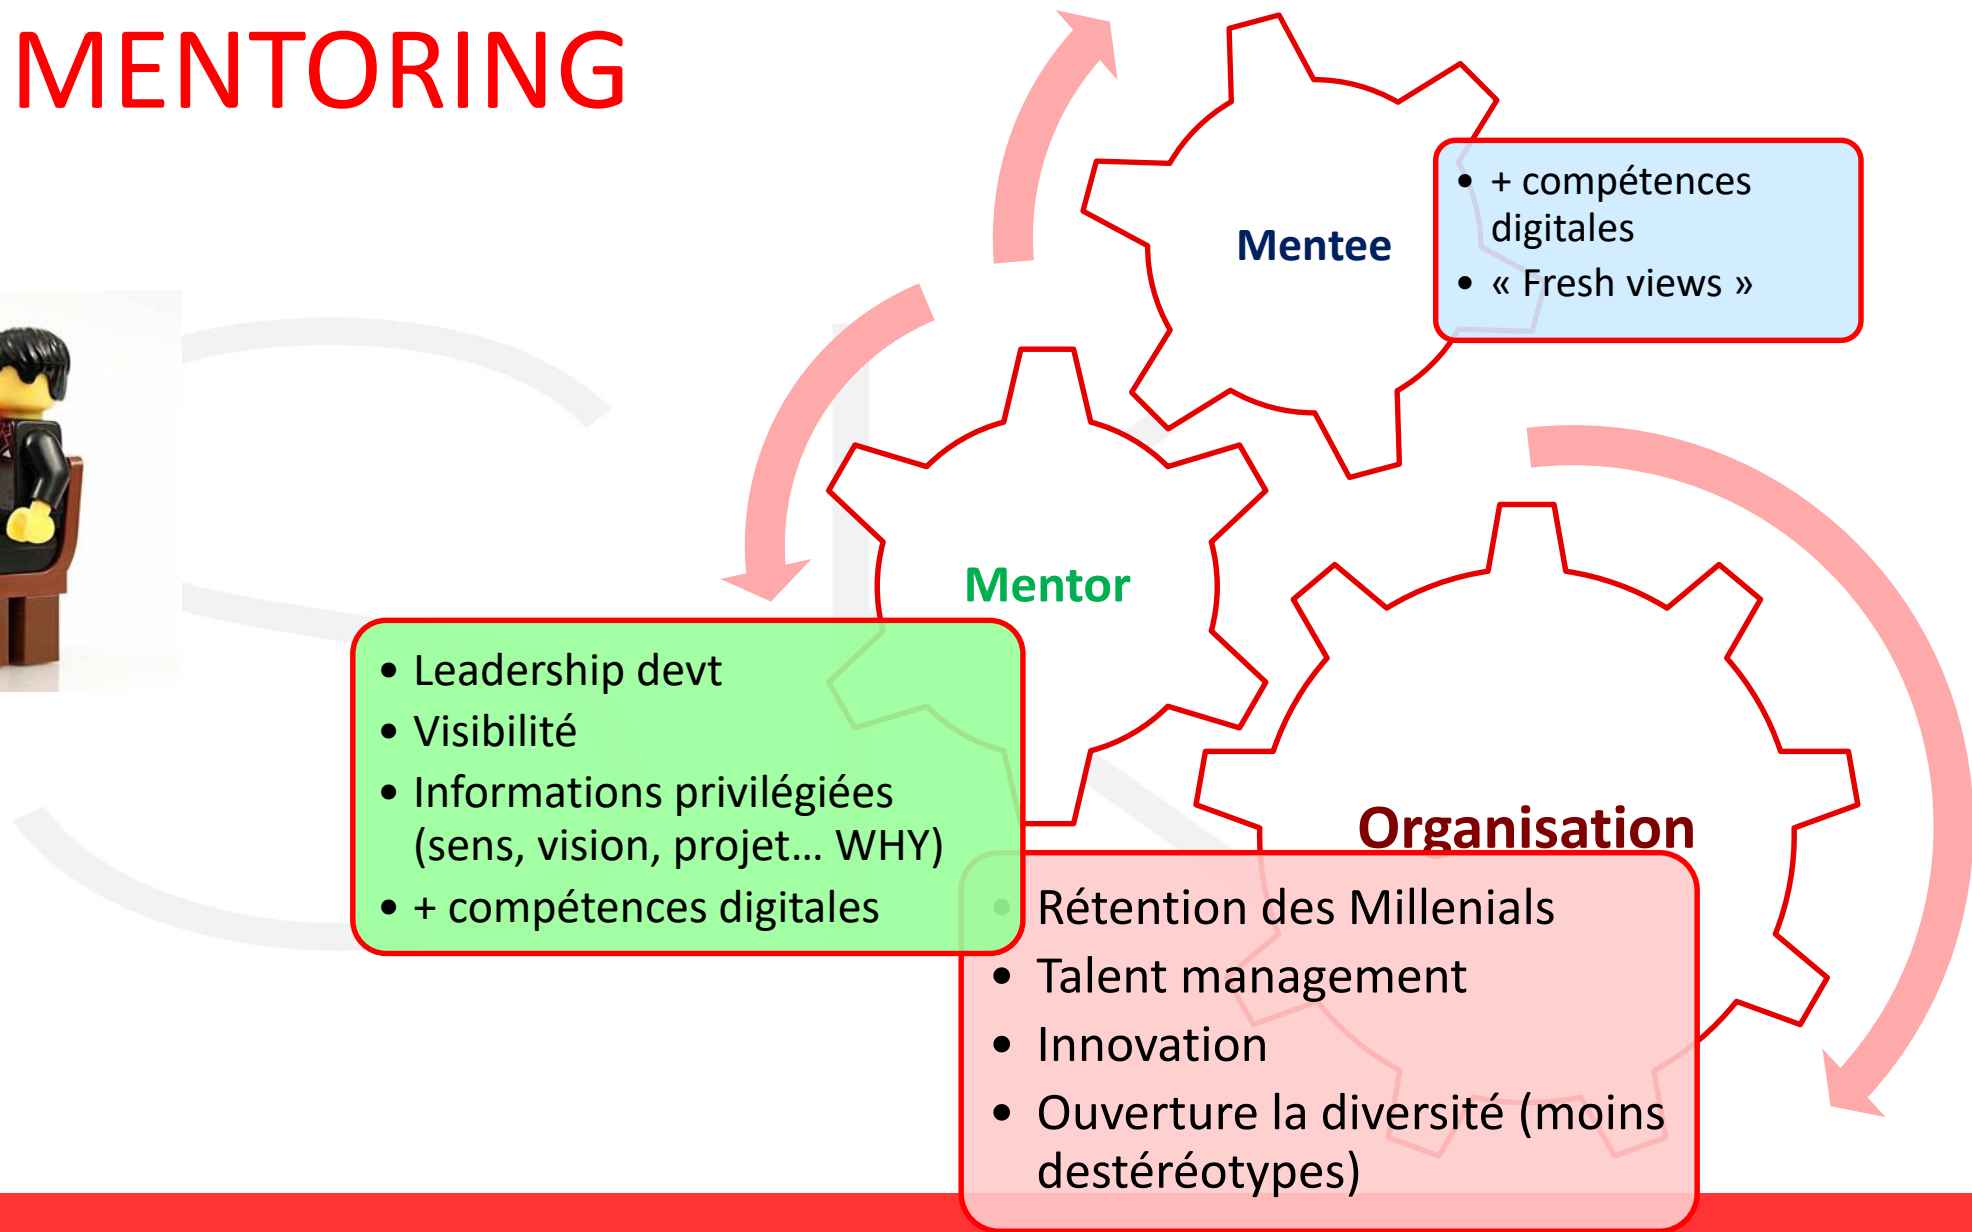 MENTORING
Mentee
• + compétences
digitales
• « Fresh views »
Mentor
• Leadership devt
• Visibilité
• Informations privilégiées
(sens, vision, projet... WHY)
• + compétences digitales
Organisation
• Rétention des Millenials
• Talent management
• Innovation
• Ouverture la diversité (moins
destéréotypes)